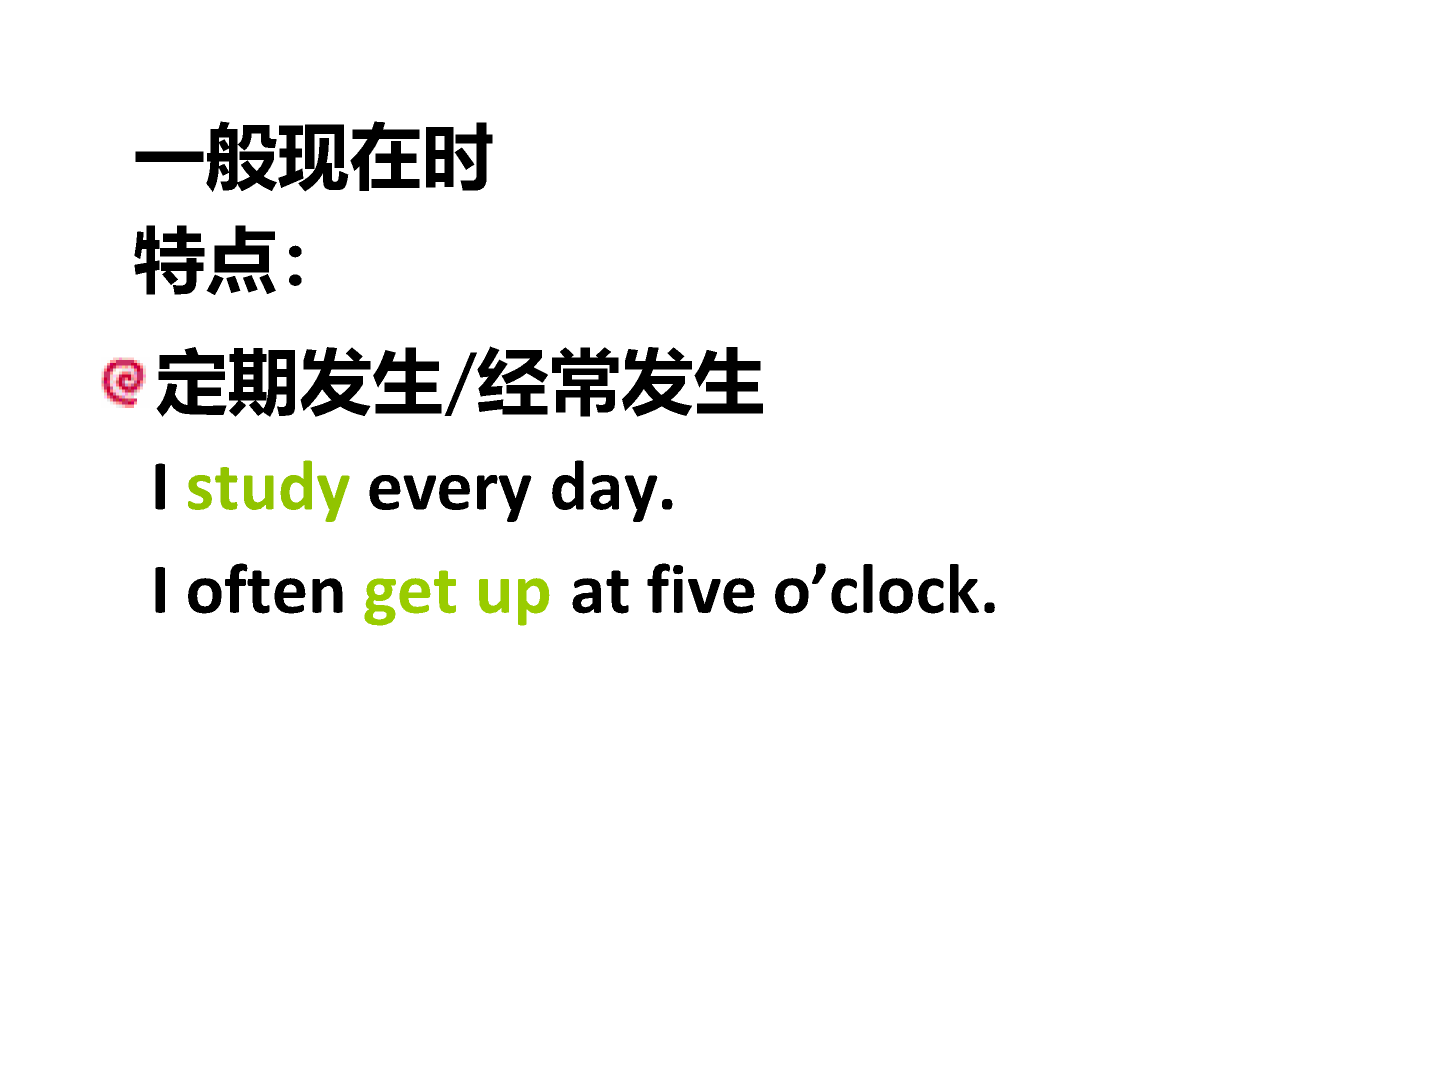 一般现在时
特点：
定期发生/经常发生
I study every day.
I often get up at five o’clock.